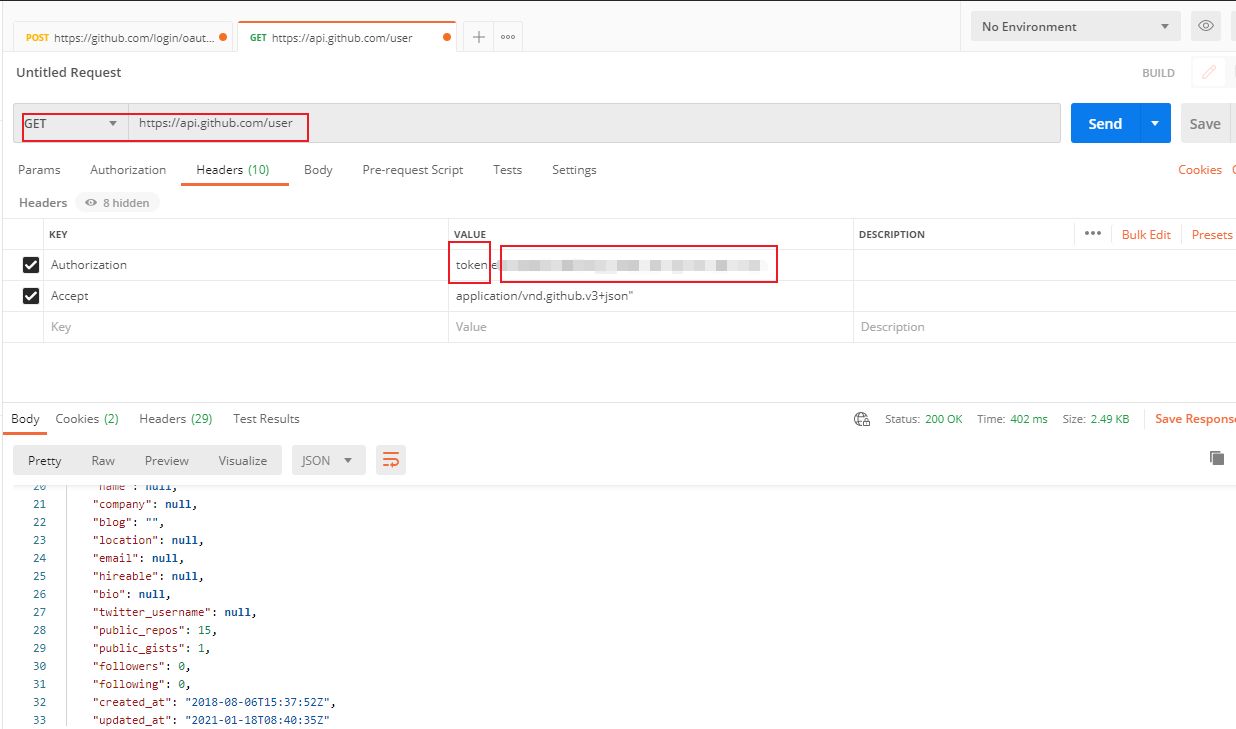 POST https://github.com/login/oaut...
GET https://api.github.com/user
No Environment
Untitled Request
BUILD
GET https://api.github.com/user
Send
Save
Params Authorization Headers (10) Body Pre-request Script Tests Settings
Cookies
Headers 8 hidden
KEY VALUE DESCRIPTION ••• Bulk Edit Presets
Authorization token e
Accept application/vnd.github.v3+json"
Key Value Description
Body Cookies (2) Headers (29) Test Results
Status: 200 OK Time: 402 ms Size: 2.49 KB Save Response
Pretty Raw Preview Visualize JSON
20 "name": null,
21 "company": null,
22 "blog": "",
23 "location": null,
24 "email": null,
25 "hireable": null,
26 "bio": null,
27 "twitter_username": null,
28 "public_repos": 15,
29 "public_gists": 1,
30 "followers": 0,
31 "following": 0,
32 "created_at": "2018-08-06T15:37:52Z",
33 "updated_at": "2021-01-18T08:40:35Z"